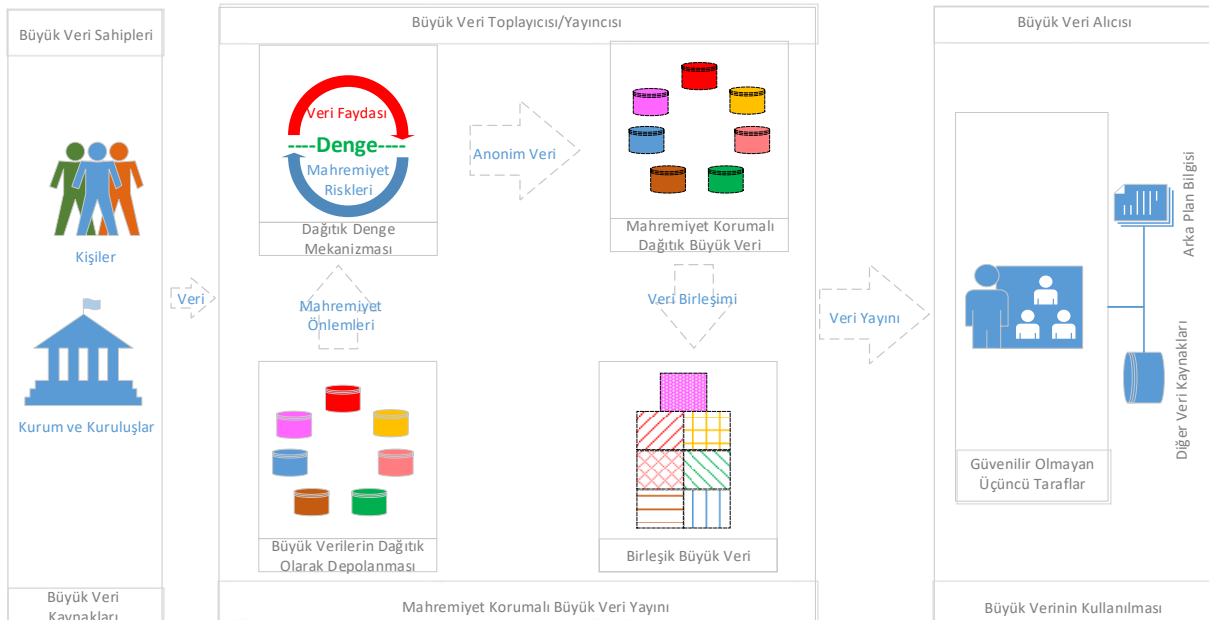 Büyük Veri Sahipleri
Kişiler
Kurum ve Kuruluşlar
Büyük Veri
Kaynakları
Veri
Büyük Veri Toplayıcısı/Yayıncısı
Veri Faydası
----Denge----
Mahremiyet
Riskleri
Dağıtık Denge
Mekanizması
Anonim Veri
Mahremiyet Korumalı
Dağıtık Büyük Veri
Mahremiyet
Önlemleri
Veri Birleşimi
Büyük Verilerin Dağıtık
Olarak Depolanması
Birleşik Büyük Veri
Mahremiyet Korumalı Büyük Veri Yayını
Veri Yayını
Büyük Veri Alıcısı
Güvenilir Olmayan
Üçüncü Taraflar
Arka Plan Bilgisi
Diğer Veri Kaynakları
Büyük Verinin Kullanılması